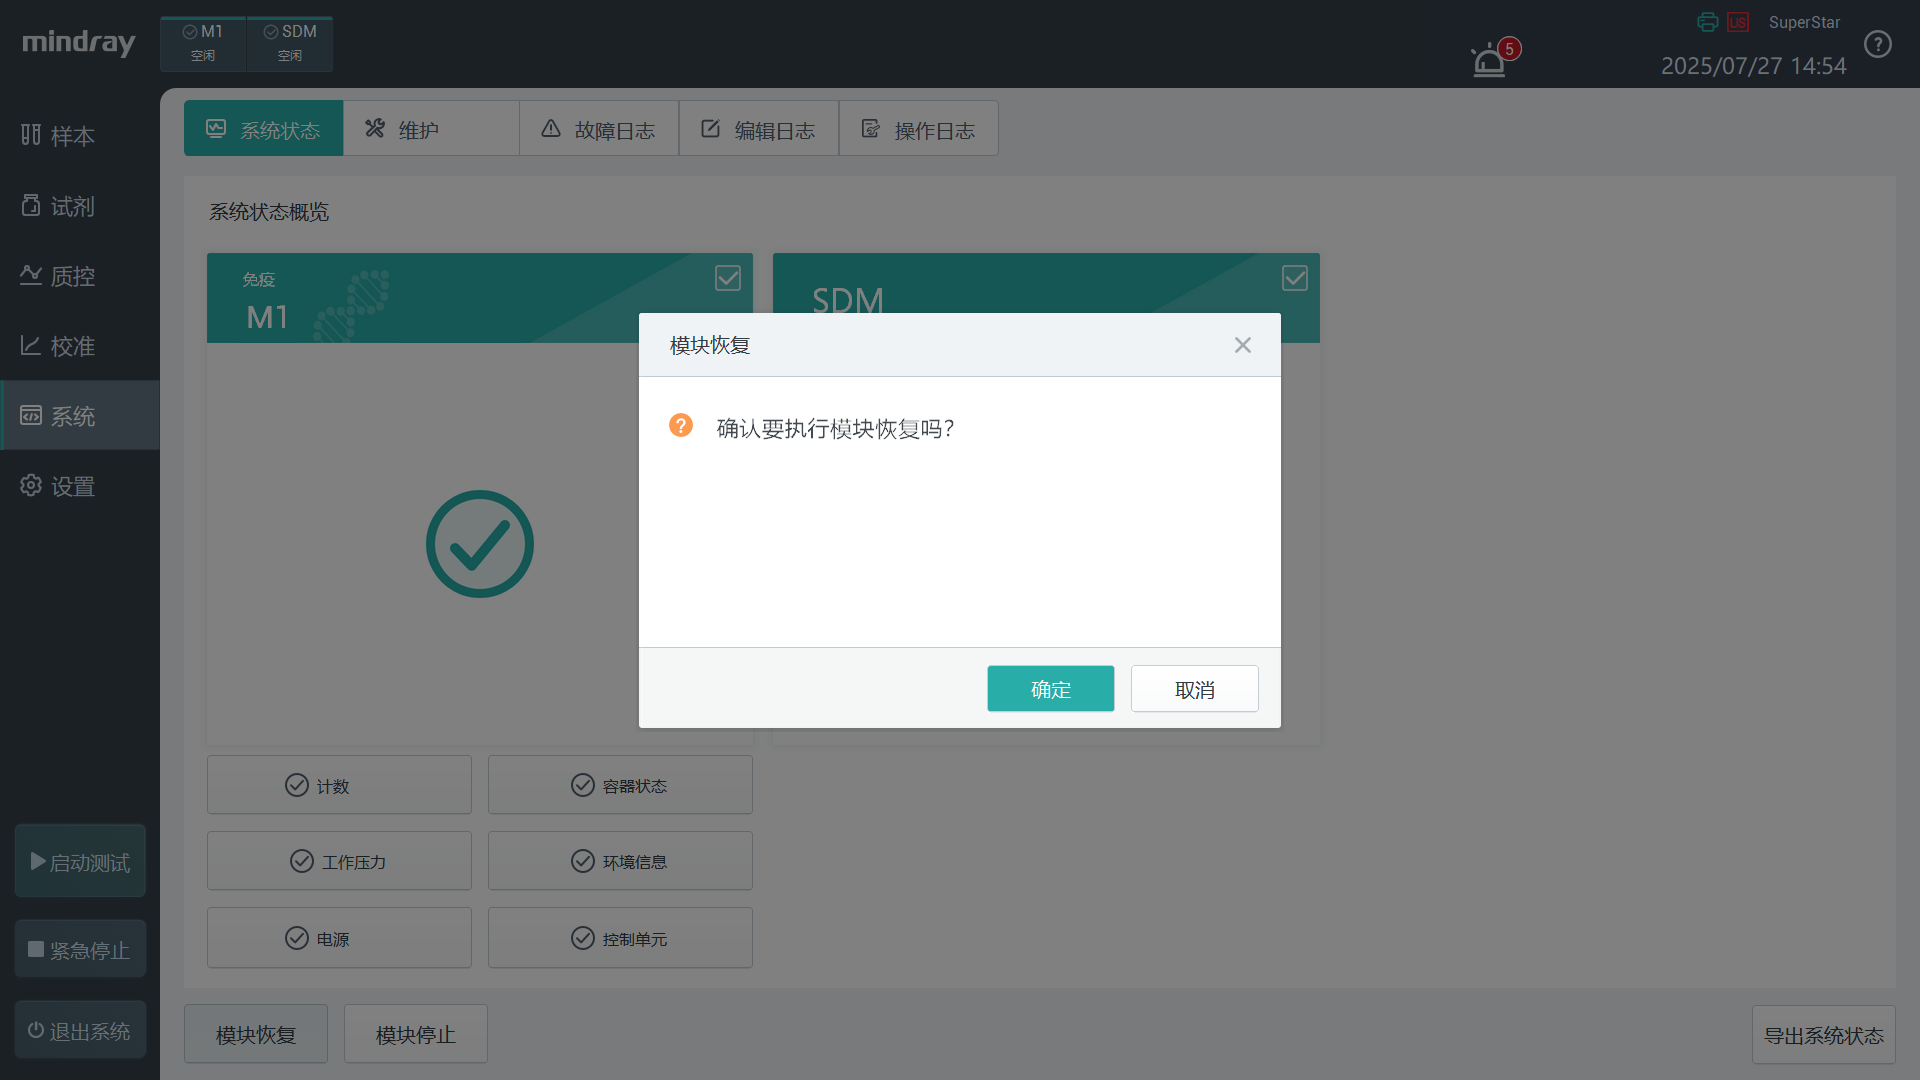 mindray
M1
空闲
SDM
空闲
5
LIS
SuperStar
2025/07/27 14:54
?
样本
试剂
质控
校准
系统
设置
启动测试
紧急停止
退出系统
系统状态
维护
故障日志
编辑日志
操作日志
系统状态概览
免疫
M1
SDM
模块恢复
?
确认要执行模块恢复吗?
确定
取消
计数
容器状态
工作压力
环境信息
电源
控制单元
模块恢复
模块停止
导出系统状态